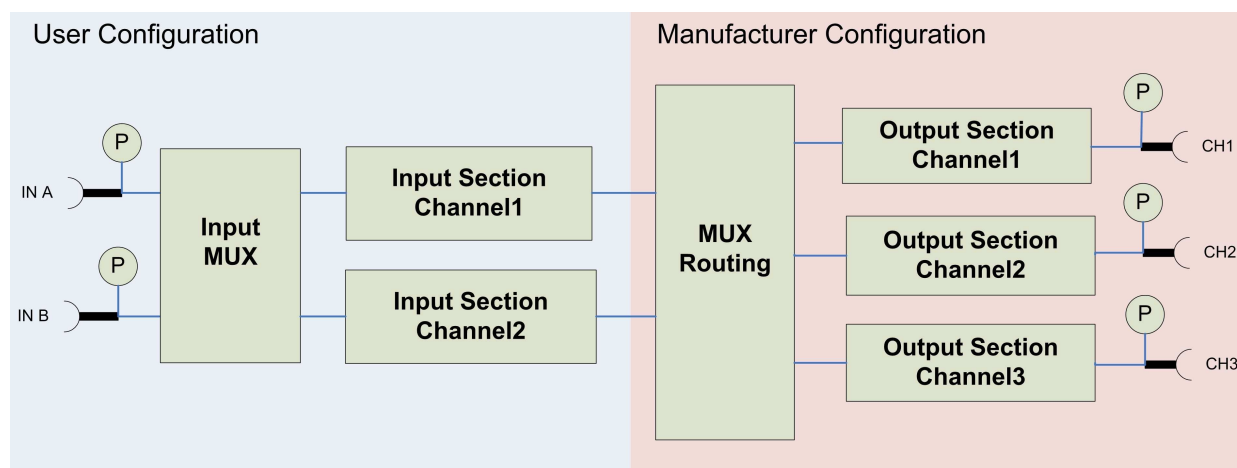 User Configuration
Manufacturer Configuration
P
IN A
P
IN B
Input
MUX
Input Section
Channel1
Input Section
Channel2
MUX
Routing
Output Section
Channel1
P
CH1
Output Section
Channel2
P
CH2
Output Section
Channel3
P
CH3